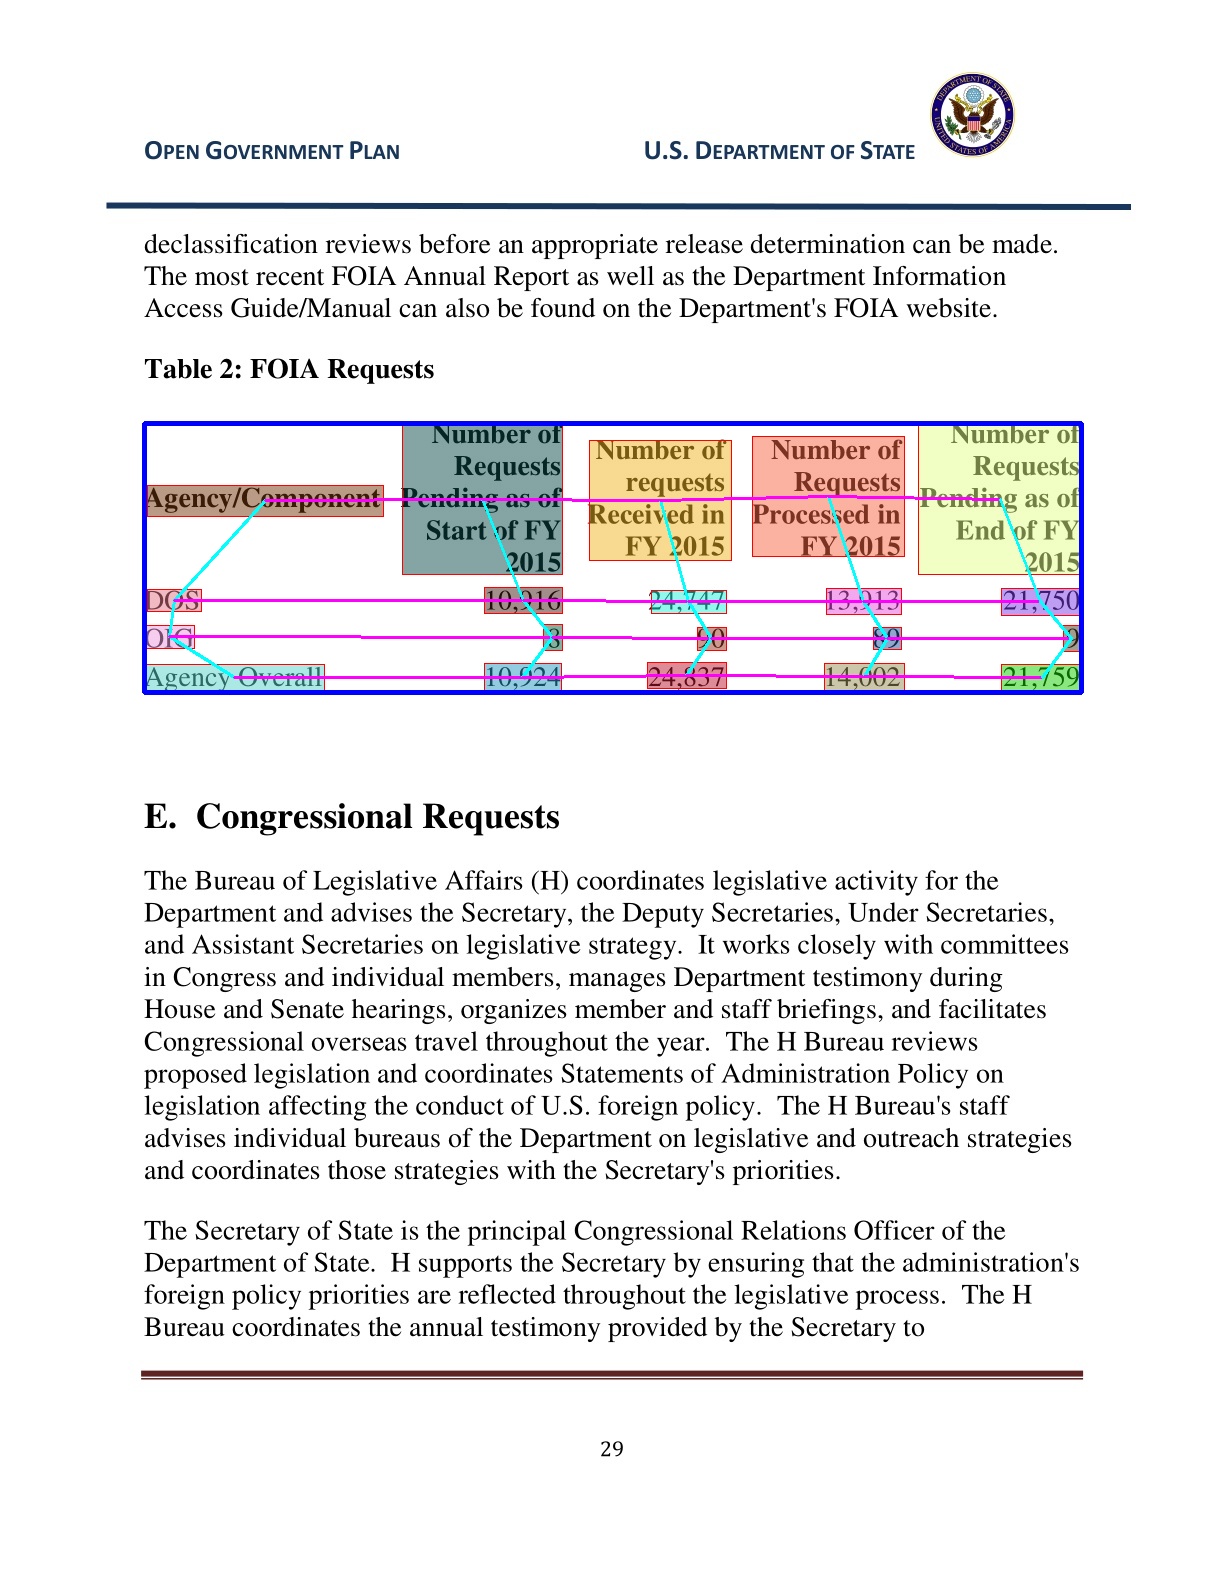 OPEN GOVERNMENT PLAN
U.S. DEPARTMENT OF STATE
DEPARTMENT OF STATE
UNITED STATES OF AMERICA
declassification reviews before an appropriate release determination can be made.
The most recent FOIA Annual Report as well as the Department Information
Access Guide/Manual can also be found on the Department's FOIA website.
Table 2: FOIA Requests
Agency/Component
Number of
Requests
Pending as of
Start of FY
2015
Number of
requests
Received in
FY 2015
Number of
Requests
Processed in
FY 2015
Number of
Requests
Pending as of
End of FY
2015
DOS 10,916 24,747 13,913 21,750
OIG 8 90 89 9
Agency Overall 10,924 24,837 14,002 21,759
E. Congressional Requests
The Bureau of Legislative Affairs (H) coordinates legislative activity for the
Department and advises the Secretary, the Deputy Secretaries, Under Secretaries,
and Assistant Secretaries on legislative strategy. It works closely with committees
in Congress and individual members, manages Department testimony during
House and Senate hearings, organizes member and staff briefings, and facilitates
Congressional overseas travel throughout the year. The H Bureau reviews
proposed legislation and coordinates Statements of Administration Policy on
legislation affecting the conduct of U.S. foreign policy. The H Bureau's staff
advises individual bureaus of the Department on legislative and outreach strategies
and coordinates those strategies with the Secretary's priorities.
The Secretary of State is the principal Congressional Relations Officer of the
Department of State. H supports the Secretary by ensuring that the administration's
foreign policy priorities are reflected throughout the legislative process. The H
Bureau coordinates the annual testimony provided by the Secretary to
29